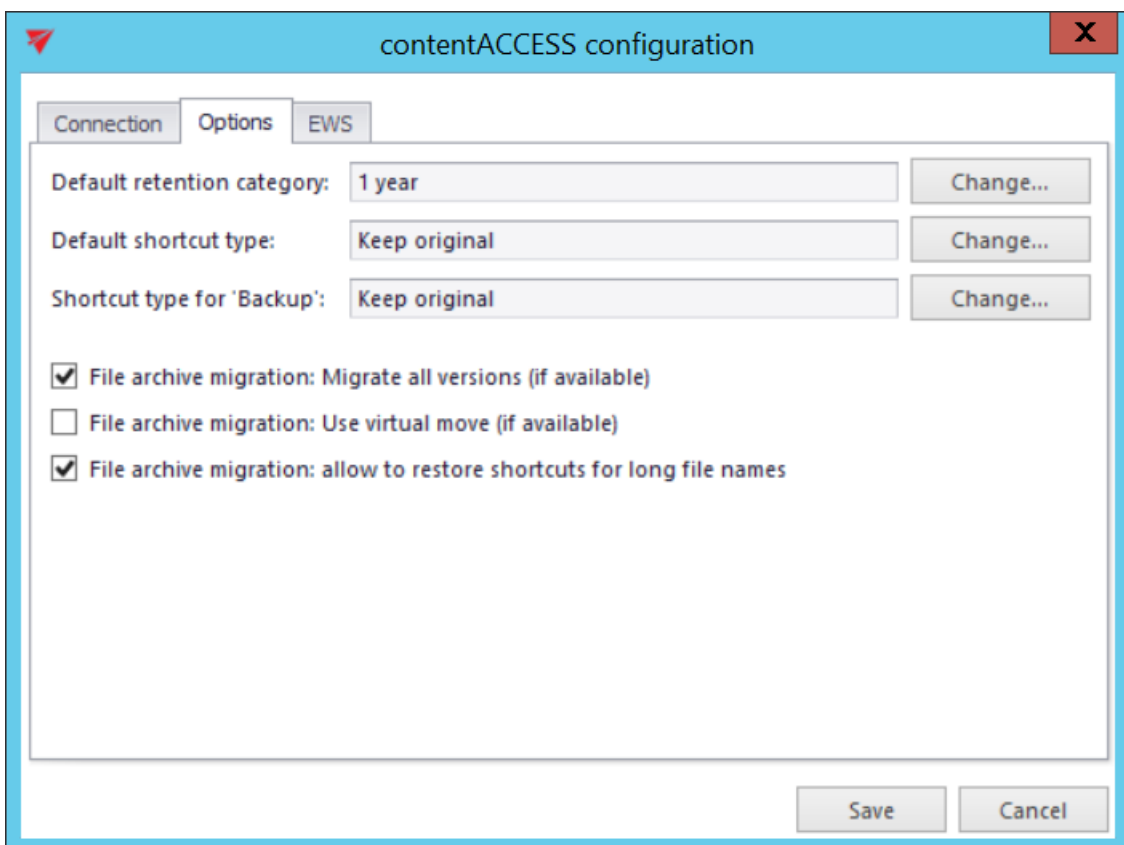 contentACCESS configuration
X
Connection Options EWS
Default retention category: 1 year Change...
Default shortcut type: Keep original Change...
Shortcut type for 'Backup': Keep original Change...
File archive migration: Migrate all versions (if available)
File archive migration: Use virtual move (if available)
File archive migration: allow to restore shortcuts for long file names
Save Cancel